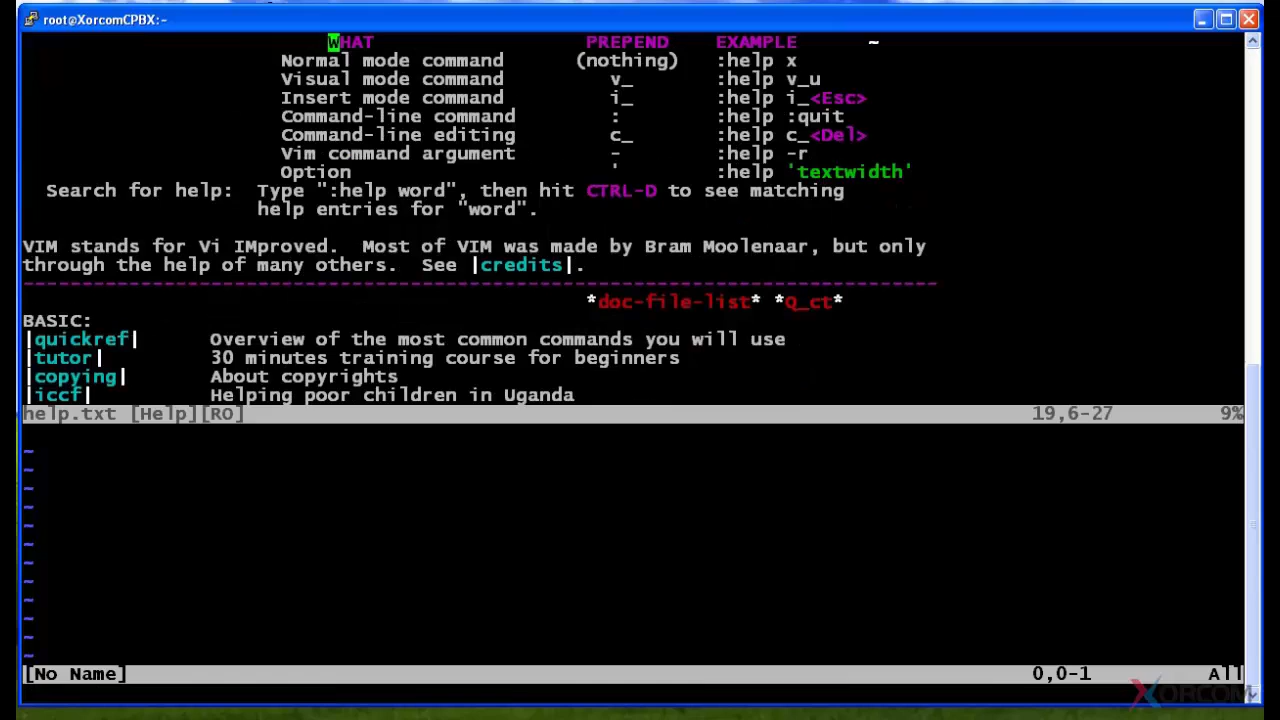 root@XorcomCPBX:~
WHAT PREPEND EXAMPLE ~
Normal mode command (nothing) :help x
Visual mode command v_ :help v_u
Insert mode command i_ :help i_<Esc>
Command-line command : :help :quit
Command-line editing c_ :help c_<Del>
Vim command argument - :help -r
Option ' :help 'textwidth'
Search for help: Type ":help word", then hit CTRL-D to see matching
help entries for "word".
VIM stands for Vi IMproved. Most of VIM was made by Bram Moolenaar, but only
through the help of many others. See |credits|.
------------------------------------------------------------------------------
*doc-file-list* *Q_ct*
BASIC:
|quickref| Overview of the most common commands you will use
|tutor| 30 minutes training course for beginners
|copying| About copyrights
|iccf| Helping poor children in Uganda
help.txt [Help][RO] 19,6-27 9%
~
~
~
~
~
~
~
~
~
~
~
~
[No Name] 0,0-1 All
XORCOM